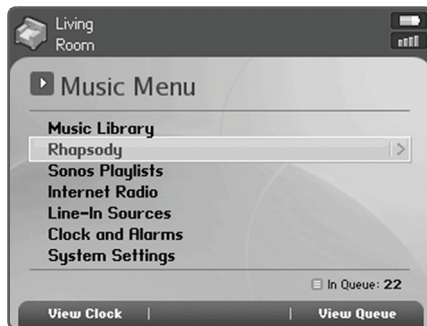 Living
Room
Music Menu
Music Library
Rhapsody
Sonos Playlists
Internet Radio
Line-In Sources
Clock and Alarms
System Settings
In Queue: 22
View Clock
View Queue